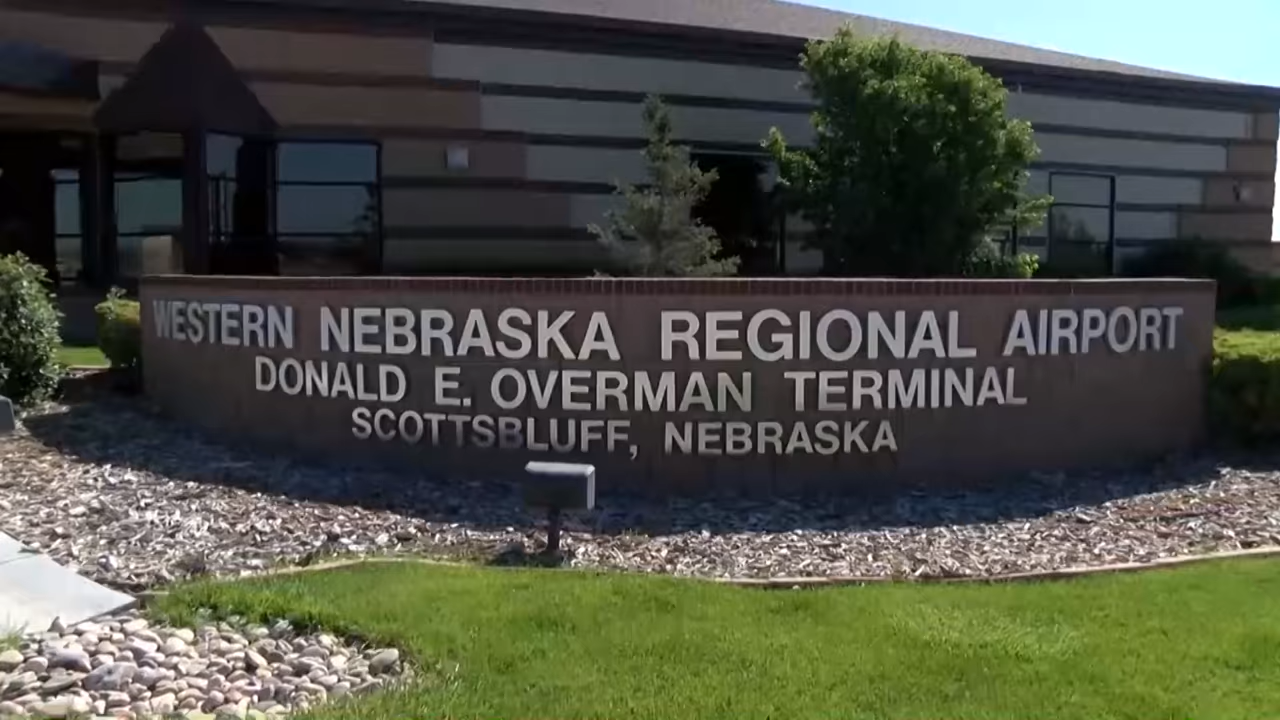 WESTERN NEBRASKA REGIONAL AIRPORT
DONALD E. OVERMAN TERMINAL
SCOTTSBLUFF, NEBRASKA